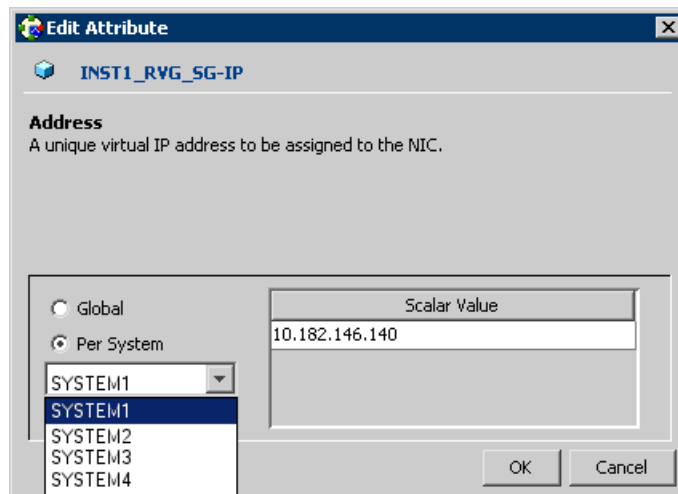 Edit Attribute
INST1_RVG_SG-IP
Address
A unique virtual IP address to be assigned to the NIC.
Global
Per System
SYSTEM1
SYSTEM1
SYSTEM2
SYSTEM3
SYSTEM4
Scalar Value
10.182.146.140
OK
Cancel